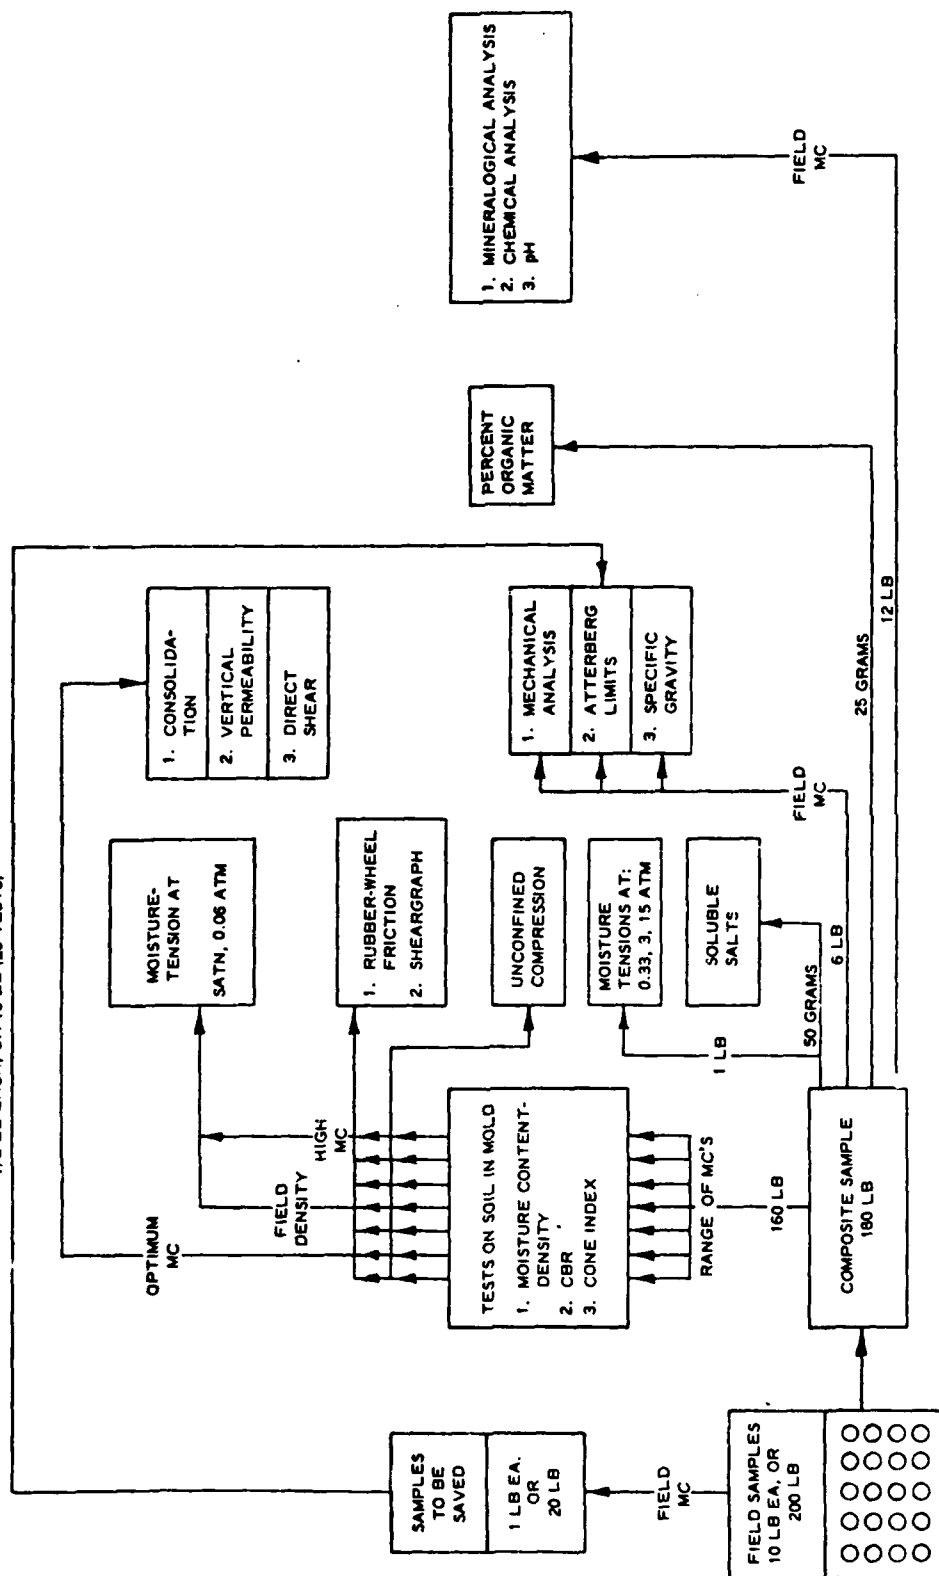 OPTIMUM
MC
FIELD
DENSITY
HIGH
MC
MOISTURE-
TENSION AT
SATN, 0.06 ATM
1. CONSOLIDA-
TION
2. VERTICAL
PERMEABILITY
3. DIRECT
SHEAR
1. RUBBER-WHEEL
FRICTION
2. SHEARGRAPH
SAMPLES
TO BE
SAVED
1 LB EA.
OR
20 LB
TESTS ON SOIL IN MOLD
1. MOISTURE CONTENT-
DENSITY
2. CBR
3. CONE INDEX
UNCONFINED
COMPRESSION
1. MECHANICAL
ANALYSIS
2. ATTERBERG
LIMITS
3. SPECIFIC
GRAVITY
PERCENT
ORGANIC
MATTER
1. MINERALOGICAL ANALYSIS
2. CHEMICAL ANALYSIS
3. pH
MOISTURE
TENSIONS AT:
0.33, 3, 15 ATM
SOLUBLE
SALTS
FIELD
MC
RANGE OF MC'S
1 LB
FIELD
MC
FIELD
MC
160 LB
50 GRAMS
6 LB
25 GRAMS
12 LB
FIELD SAMPLES
10 LB EA, OR
200 LB
COMPOSITE SAMPLE
180 LB